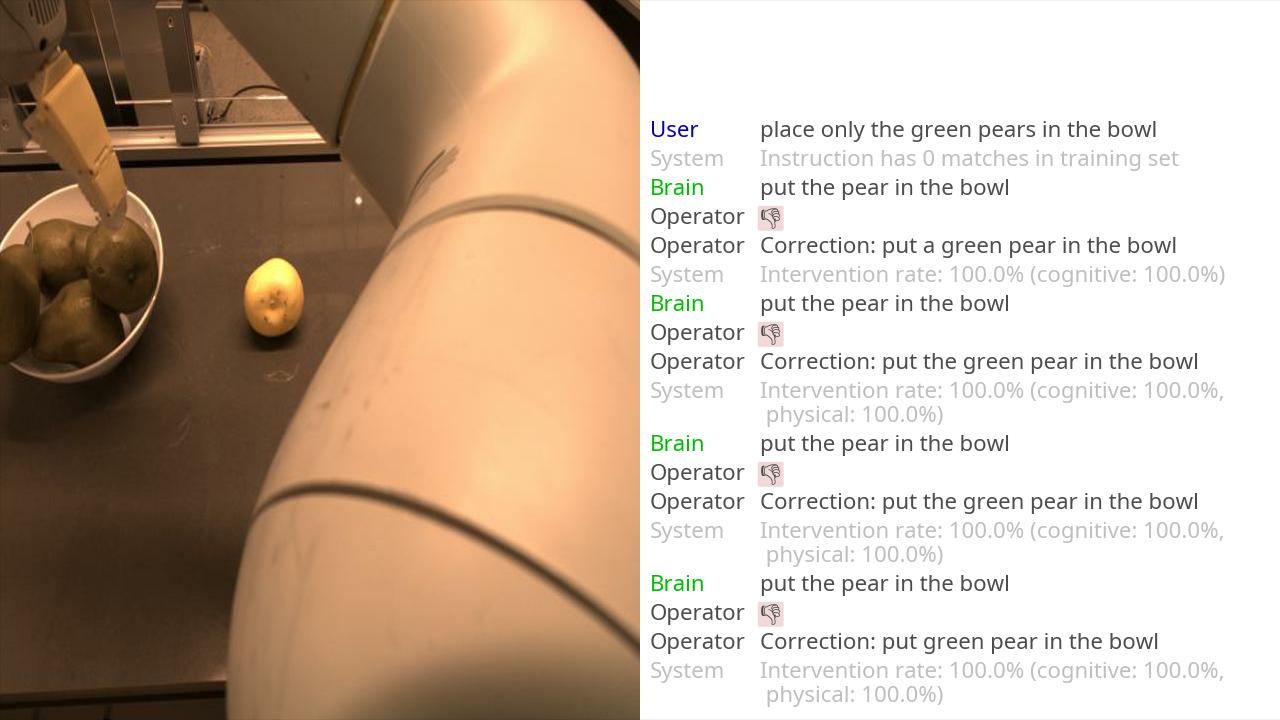 User place only the green pears in the bowl
System Instruction has 0 matches in training set
Brain put the pear in the bowl
Operator 👎
Operator Correction: put a green pear in the bowl
System Intervention rate: 100.0% (cognitive: 100.0%)
Brain put the pear in the bowl
Operator 👎
Operator Correction: put the green pear in the bowl
System Intervention rate: 100.0% (cognitive: 100.0%,
physical: 100.0%)
Brain put the pear in the bowl
Operator 👎
Operator Correction: put the green pear in the bowl
System Intervention rate: 100.0% (cognitive: 100.0%,
physical: 100.0%)
Brain put the pear in the bowl
Operator 👎
Operator Correction: put green pear in the bowl
System Intervention rate: 100.0% (cognitive: 100.0%,
physical: 100.0%)